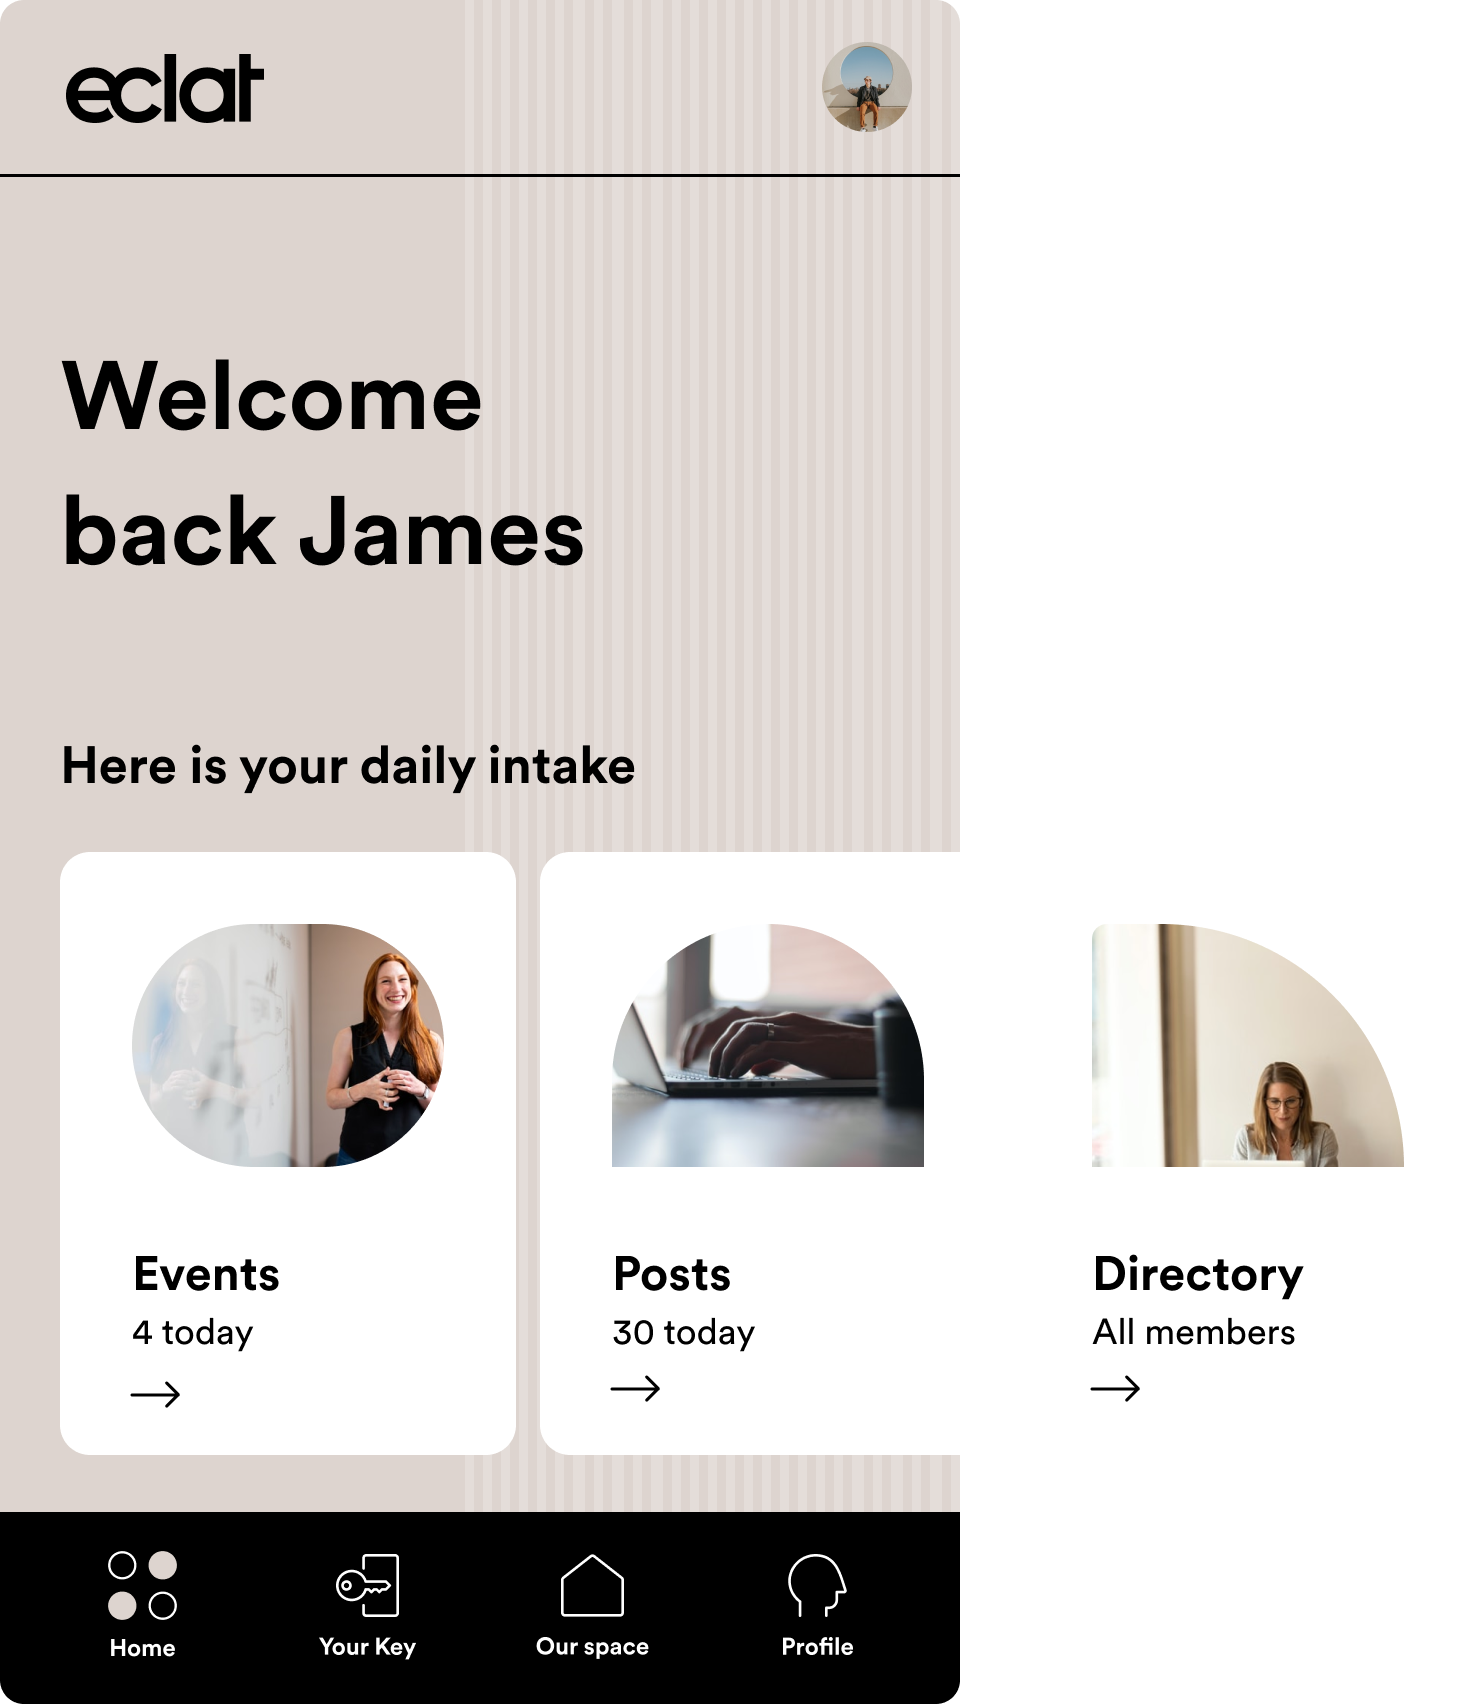 eclat
Welcome
back James
Here is your daily intake
Events
4 today
Posts
30 today
Directory
All members
Home
Your Key
Our space
Profile